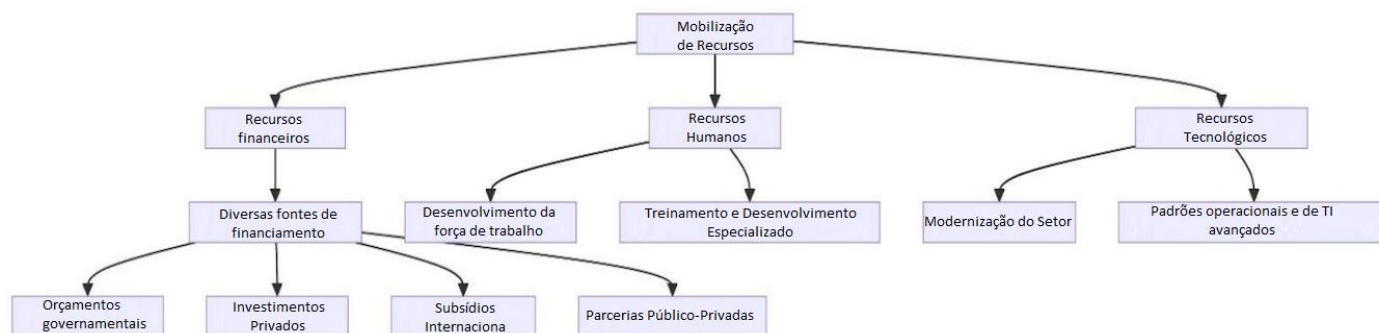 Mobilização
de Recursos
Recursos
financeiros
Recursos
Humanos
Recursos
Tecnológicos
Diversas fontes de
financiamento
Desenvolvimento da
força de trabalho
Treinamento e Desenvolvimento
Especializado
Modernização do Setor
Padrões operacionais e de TI
avançados
Orçamentos
governamentais
Investimentos
Privados
Subsídios
Internaciona
Parcerias Público-Privadas